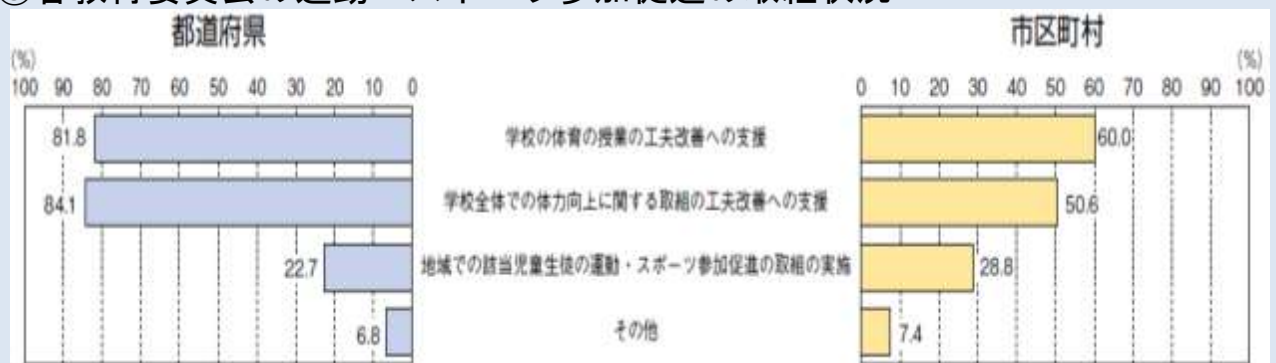 都道府県
市区町村
(%)
(%)
100 90 80 70 60 50 40 30 20 10 0
0 10 20 30 40 50 60 70 80 90 100
81.8 学校の体育の授業の工夫改善への支援 60.0
84.1 学校全体での体力向上に関する取組の工夫改善への支援 50.6
22.7 地域での該当児童生徒の運動・スポーツ参加促進の取組の実施 28.8
6.8 その他 7.4